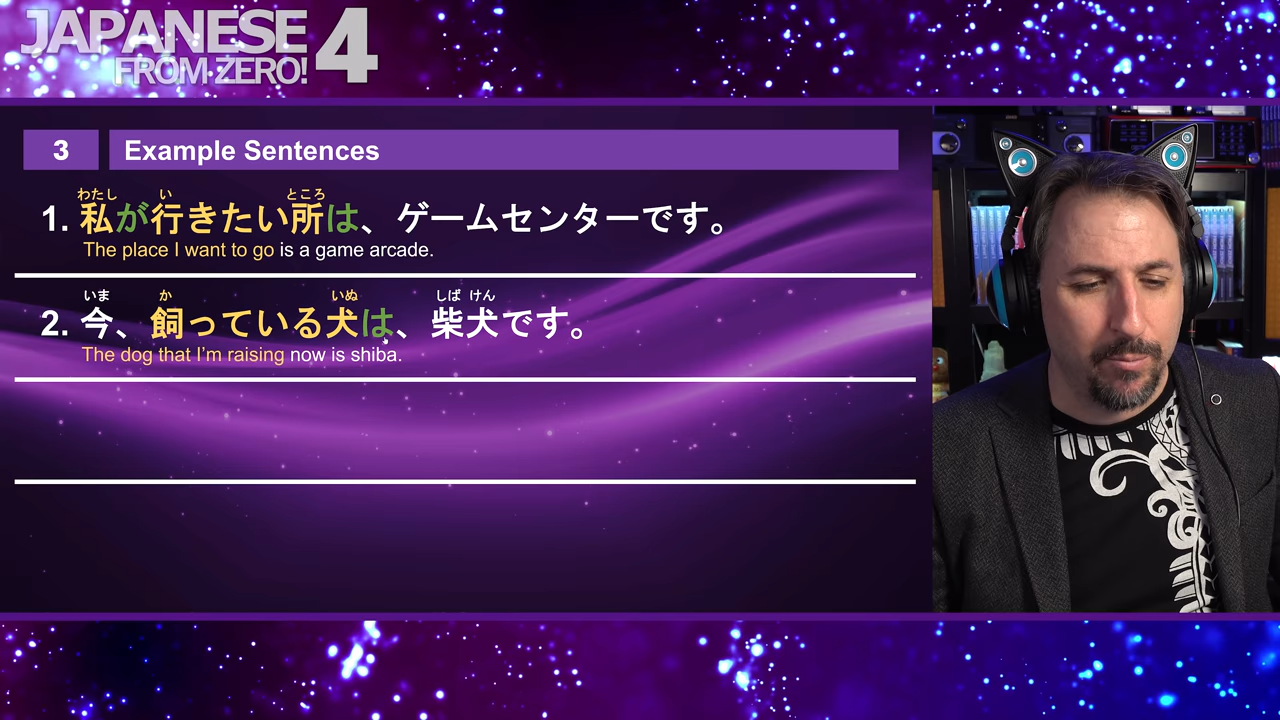 JAPANESE
FROM ZERO! 4
3 Example Sentences
わたし い ところ
1. 私が行きたい所は、ゲームセンターです。
The place I want to go is a game arcade.
いま か いぬ しば けん
2. 今、飼っている犬は、柴犬です。
The dog that I'm raising now is shiba.